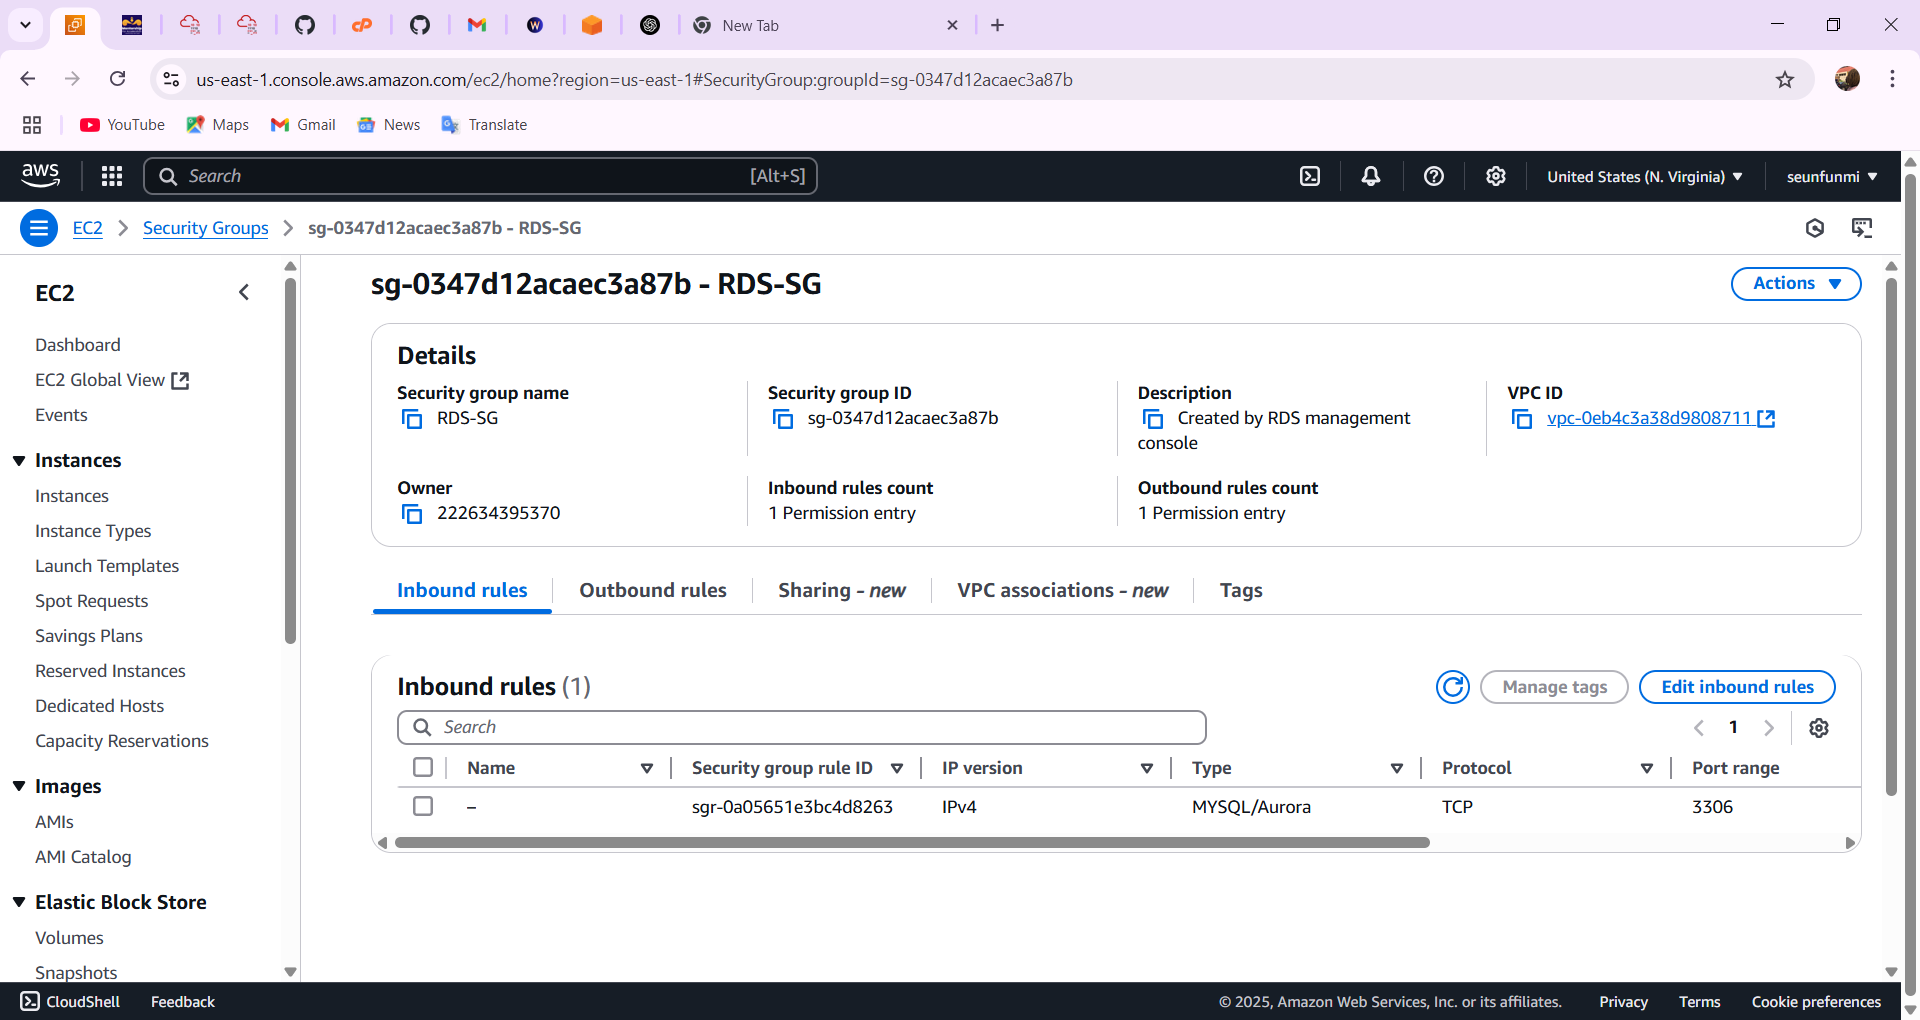 New Tab
us-east-1.console.aws.amazon.com/ec2/home?region=us-east-1#SecurityGroup:groupId=sg-0347d12acaec3a87b
YouTube Maps Gmail News Translate
aws Search [Alt+S] United States (N. Virginia) seunfunmi
EC2 Security Groups sg-0347d12acaec3a87b - RDS-SG
EC2
Dashboard
EC2 Global View
Events
Instances
Instances
Instance Types
Launch Templates
Spot Requests
Savings Plans
Reserved Instances
Dedicated Hosts
Capacity Reservations
Images
AMIs
AMI Catalog
Elastic Block Store
Volumes
Snapshots
sg-0347d12acaec3a87b - RDS-SG
Actions
Details
Security group name
RDS-SG
Security group ID
sg-0347d12acaec3a87b
Description
Created by RDS management
console
VPC ID
vpc-0eb4c3a38d9808711
Owner
222634395370
Inbound rules count
1 Permission entry
Outbound rules count
1 Permission entry
Inbound rules Outbound rules Sharing - new VPC associations - new Tags
Inbound rules (1)
Manage tags Edit inbound rules
Search
1
Name Security group rule ID IP version Type Protocol Port range
– sgr-0a05651e3bc4d8263 IPv4 MYSQL/Aurora TCP 3306
CloudShell Feedback © 2025, Amazon Web Services, Inc. or its affiliates. Privacy Terms Cookie preferences